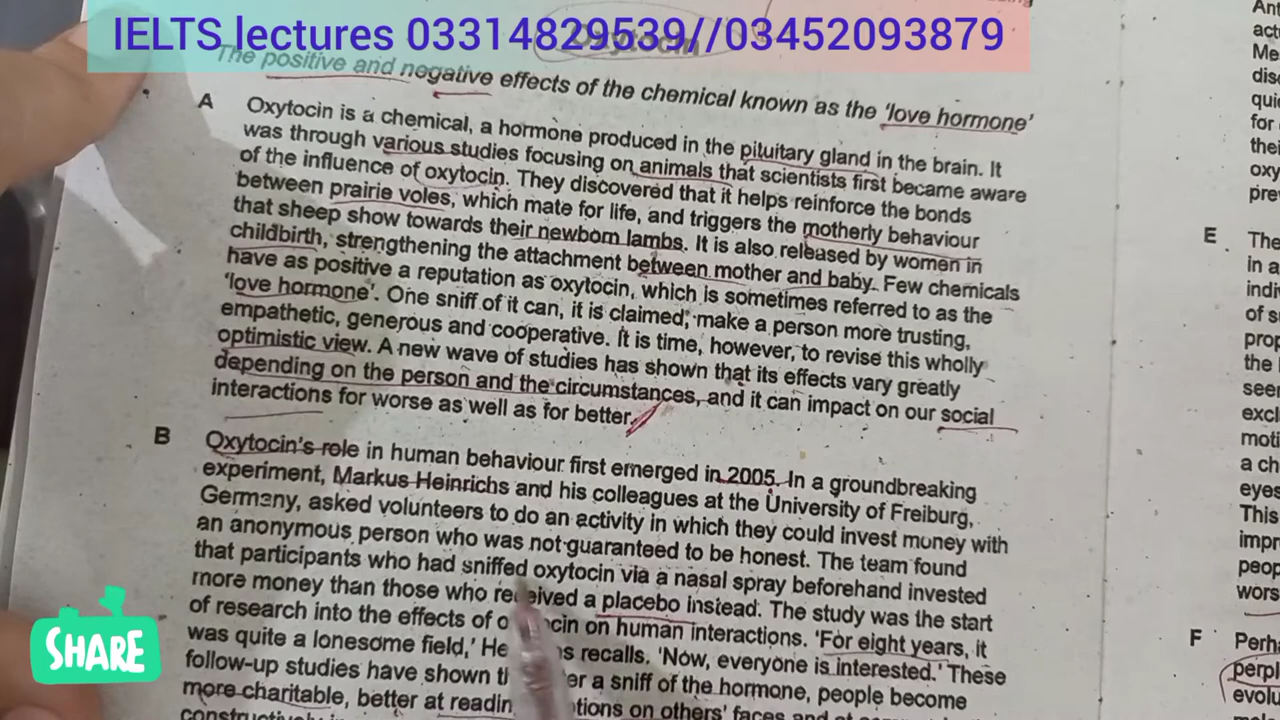 IELTS lectures 03314829539//03452093879
The positive and negative effects of the chemical known as the 'love hormone'
A Oxytocin is a chemical, a hormone produced in the pituitary gland in the brain. It
was through various studies focusing on animals that scientists first became aware
of the influence of oxytocin. They discovered that it helps reinforce the bonds
between prairie voles, which mate for life, and triggers the motherly behaviour
that sheep show towards their newborn lambs. It is also released by women in
childbirth, strengthening the attachment between mother and baby. Few chemicals
have as positive a reputation as oxytocin, which is sometimes referred to as the
'love hormone'. One sniff of it can, it is claimed, make a person more trusting,
empathetic, generous and cooperative. It is time, however, to revise this wholly
optimistic view. A new wave of studies has shown that its effects vary greatly
depending on the person and the circumstances, and it can impact on our social
interactions for worse as well as for better.
B Oxytocin's role in human behaviour first emerged in 2005. In a groundbreaking
experiment, Markus Heinrichs and his colleagues at the University of Freiburg,
Germany, asked volunteers to do an activity in which they could invest money with
an anonymous person who was not guaranteed to be honest. The team found
that participants who had sniffed oxytocin via a nasal spray beforehand invested
more money than those who received a placebo instead. The study was the start
of research into the effects of on human interactions. 'For eight years, it
was quite a lonesome field,' recalls. 'Now, everyone is interested.' These
follow-up studies have shown a sniff of the hormone, people become
more charitable, better at on others' faces and at
SHARE
E The
in a
of s
prop
the
F Perh
evolu